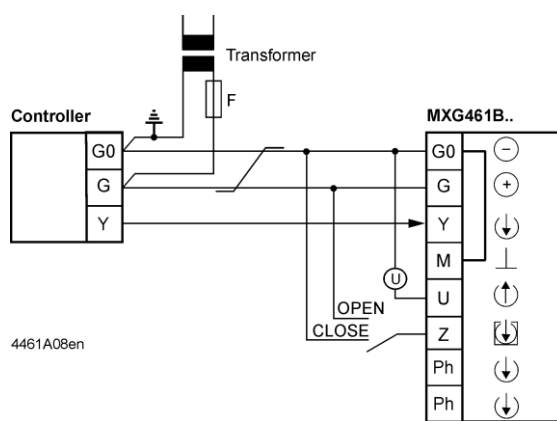 Transformer
F
Controller
MXG461B..
G0
G0
G
G
Y
Y
M
U
U
OPEN
CLOSE
Z
4461A08en
Ph
Ph